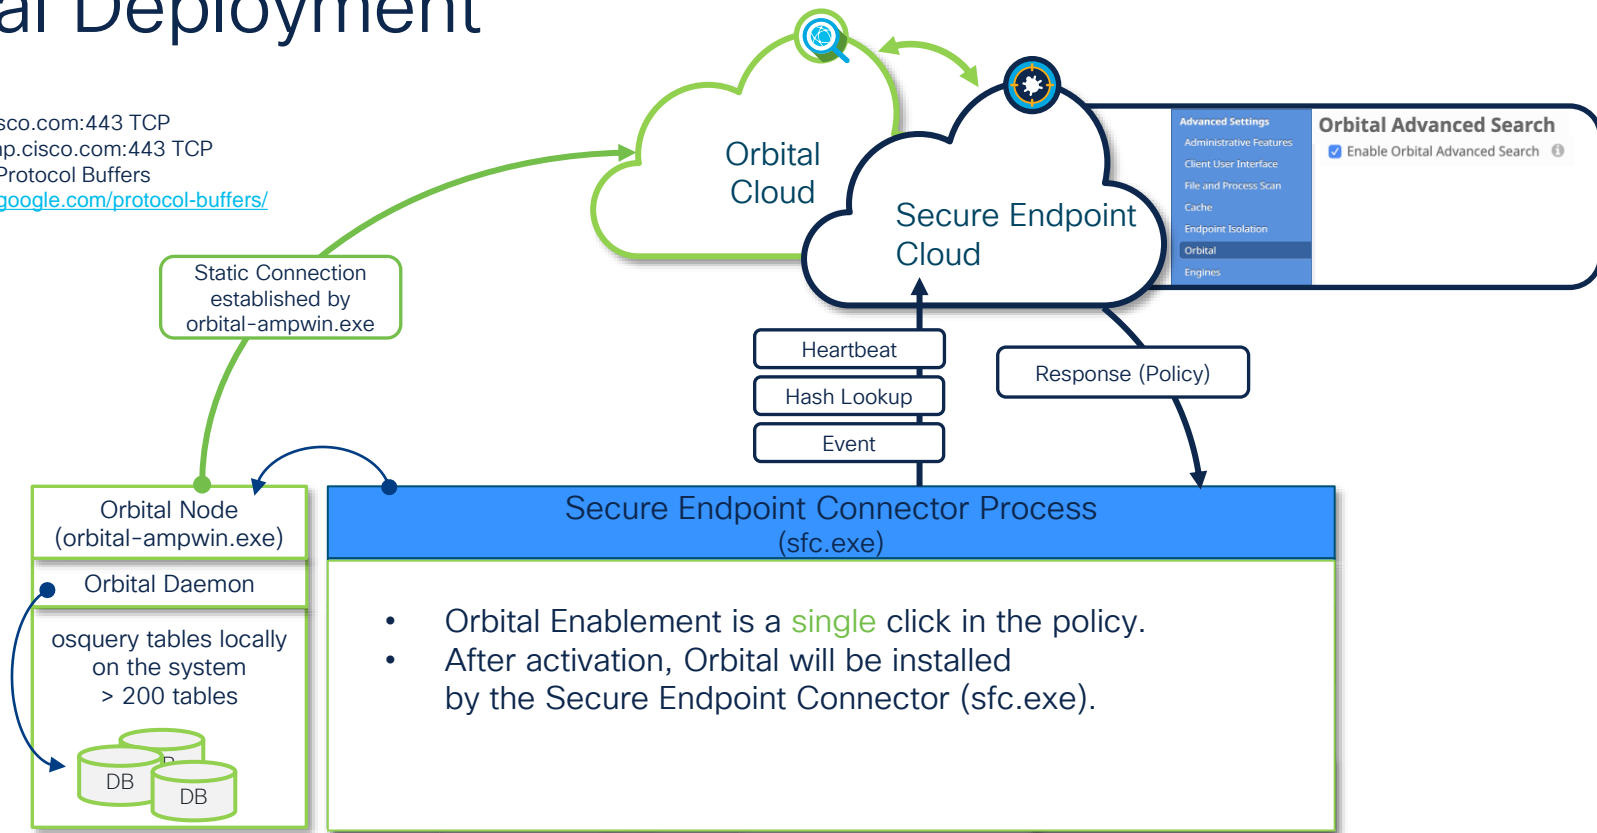 al Deployment
sco.com:443 TCP
np.cisco.com:443 TCP
Protocol Buffers
google.com/protocol-buffers/
Static Connection
established by
orbital-ampwin.exe
Orbital
Cloud
Secure Endpoint
Cloud
Advanced Settings
Administrative Features
Client User Interface
File and Process Scan
Cache
Endpoint Isolation
Orbital
Engines
Orbital Advanced Search
Enable Orbital Advanced Search
Heartbeat
Hash Lookup
Event
Response (Policy)
Orbital Node
(orbital-ampwin.exe)
Orbital Daemon
osquery tables locally
on the system
> 200 tables
DB
DB
Secure Endpoint Connector Process
(sfc.exe)
• Orbital Enablement is a single click in the policy.
• After activation, Orbital will be installed
by the Secure Endpoint Connector (sfc.exe).